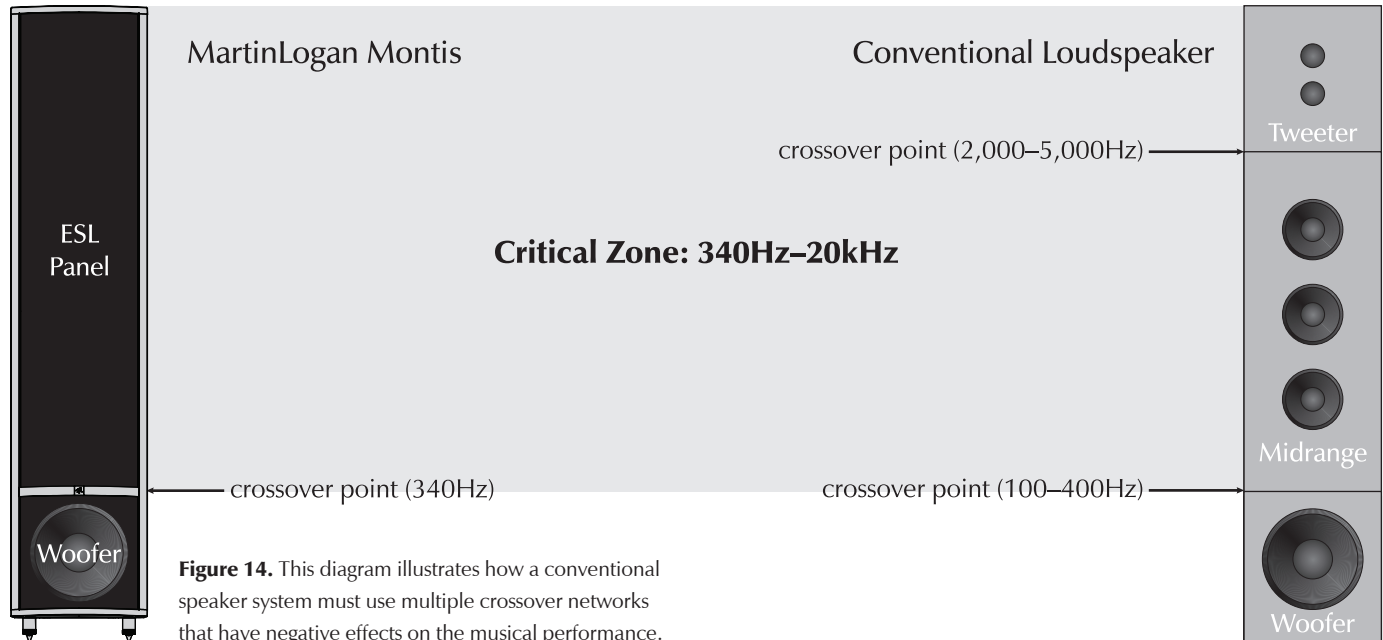 MartinLogan Montis
Conventional Loudspeaker
Tweeter
crossover point (2,000–5,000Hz)
ESL
Panel
Critical Zone: 340Hz–20kHz
Midrange
crossover point (340Hz)
crossover point (100–400Hz)
Woofer
Figure 14. This diagram illustrates how a conventional
speaker system must use multiple crossover networks
that have negative effects on the musical performance.
Woofer